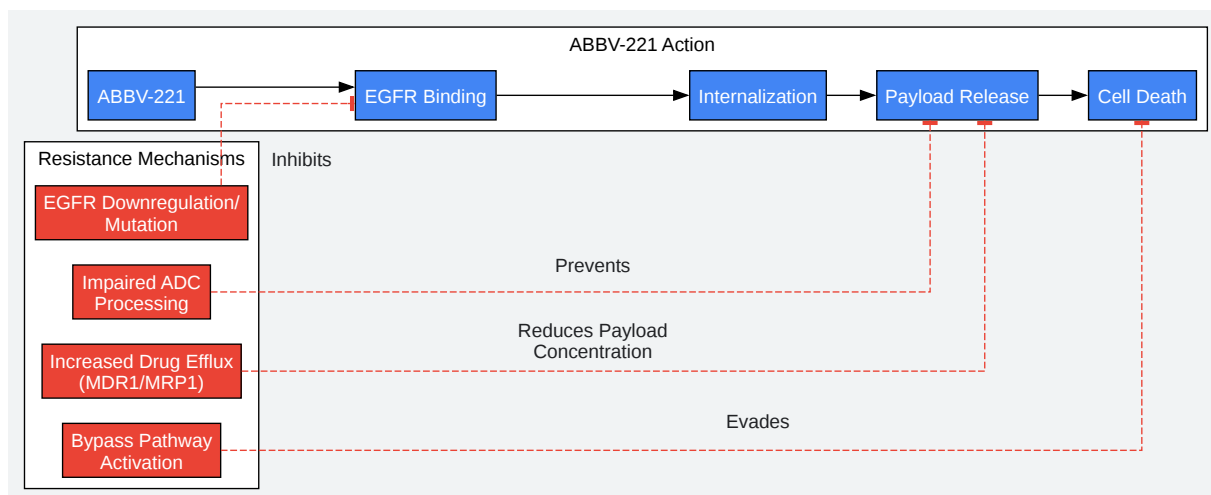 ABBV-221 Action
ABBV-221
EGFR Binding
Internalization
Payload Release
Cell Death
Resistance Mechanisms
Inhibits
EGFR Downregulation/
Mutation
Impaired ADC
Processing
Prevents
Increased Drug Efflux
(MDR1/MRP1)
Reduces Payload
Concentration
Bypass Pathway
Activation
Evades